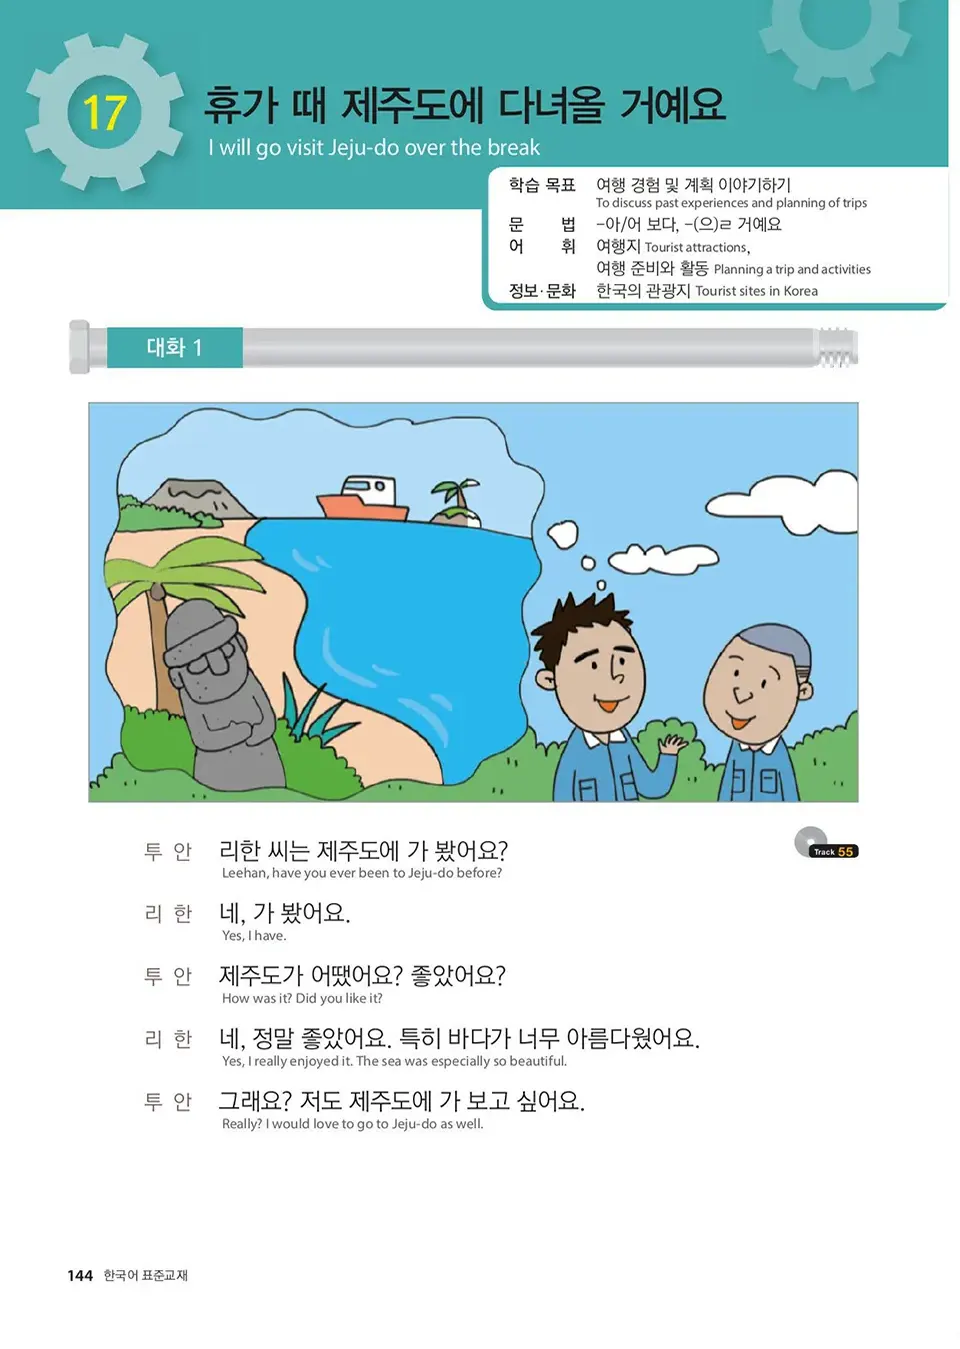 17
휴가 때 제주도에 다녀올 거예요
I will go visit Jeju-do over the break
학습 목표 여행 경험 및 계획 이야기하기
To discuss past experiences and planning of trips
문 법 -아/어 보다, -(으)ㄹ 거예요
어 휘 여행지 Tourist attractions,
여행 준비와 활동 Planning a trip and activities
정보·문화 한국의 관광지 Tourist sites in Korea
대화 1
투 안 리한 씨는 제주도에 가 봤어요?
Leehan, have you ever been to Jeju-do before?
Track 55
리 한 네, 가 봤어요.
Yes, I have.
투 안 제주도가 어땠어요? 좋았어요?
How was it? Did you like it?
리 한 네, 정말 좋았어요. 특히 바다가 너무 아름다웠어요.
Yes, I really enjoyed it. The sea was especially so beautiful.
투 안 그래요? 저도 제주도에 가 보고 싶어요.
Really? I would love to go to Jeju-do as well.
144 한국어 표준교재